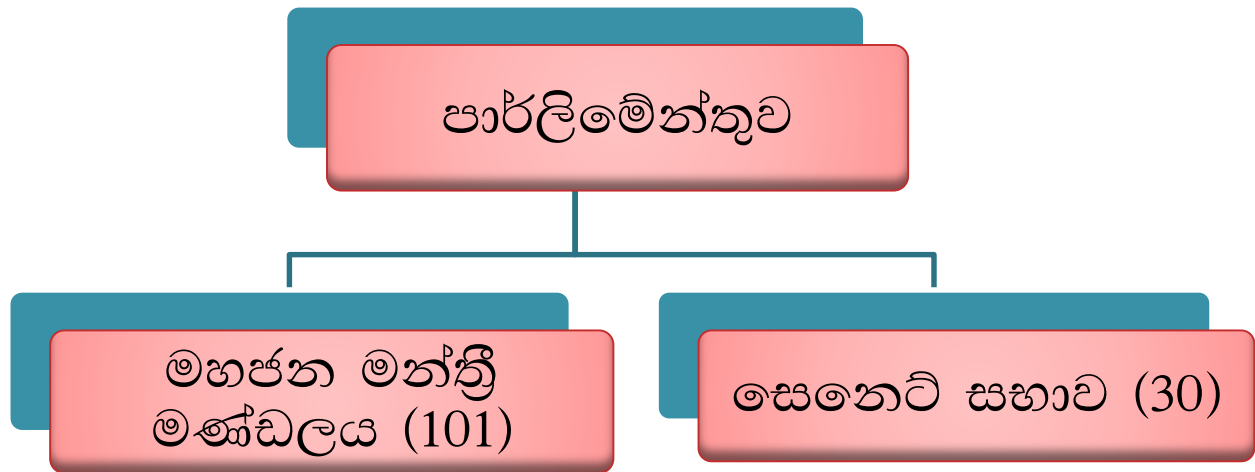 පාර්ලිමේන්තුව
මහජන මන්ත්‍රී
මණ්ඩලය (101)
සෙනෙට් සභාව (30)